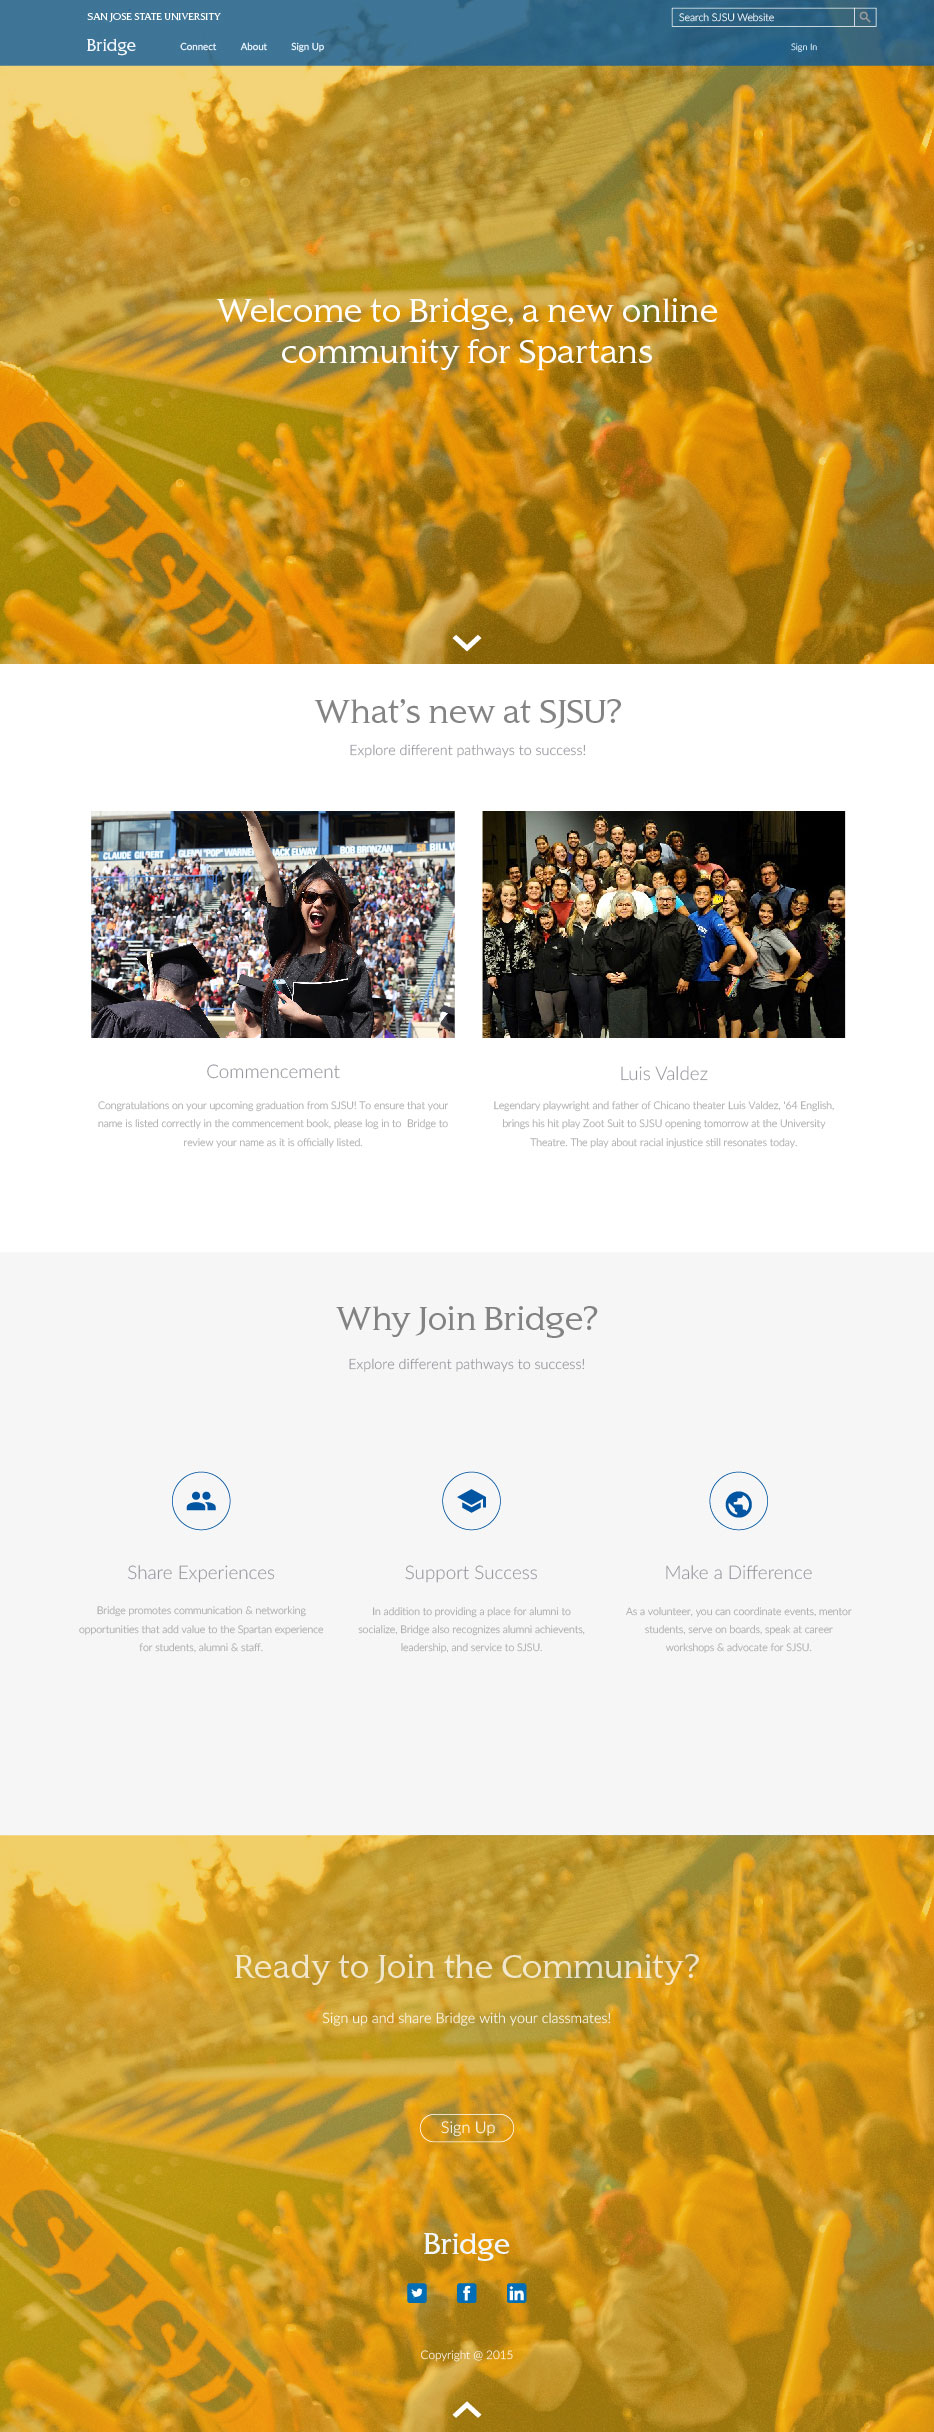 SAN JOSE STATE UNIVERSITY
Search SJSU Website
Bridge
Connect
About
Sign Up
Sign In
Welcome to Bridge, a new online
community for Spartans
SJSU
What's new at SJSU?
Explore different pathways to success!
CLAUDE GILBERT
GLENN "POP" WARNER
JACK ELWAY
BOB BRONZAN
BILL W
Commencement
Congratulations on your upcoming graduation from SJSU! To ensure that your
name is listed correctly in the commencement book, please log in to Bridge to
review your name as it is officially listed.
Luis Valdez
Legendary playwright and father of Chicano theater Luis Valdez, '64 English,
brings his hit play Zoot Suit to SJSU opening tomorrow at the University
Theatre. The play about racial injustice still resonates today.
Why Join Bridge?
Explore different pathways to success!
Share Experiences
Bridge promotes communication & networking
opportunities that add value to the Spartan experience
for students, alumni & staff.
Support Success
In addition to providing a place for alumni to
socialize, Bridge also recognizes alumni achievents,
leadership, and service to SJSU.
Make a Difference
As a volunteer, you can coordinate events, mentor
students, serve on boards, speak at career
workshops & advocate for SJSU.
Ready to Join the Community?
Sign up and share Bridge with your classmates!
Sign Up
SJSU
Bridge
Copyright @ 2015